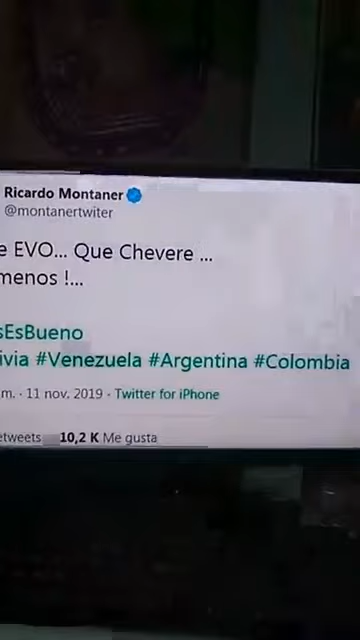 Ricardo Montaner
@montanertwiter
e EVO... Que Chevere ...
menos !...
sEsBueno
ivia #Venezuela #Argentina #Colombia
m. · 11 nov. 2019 · Twitter for iPhone
etweets 10,2 K Me gusta